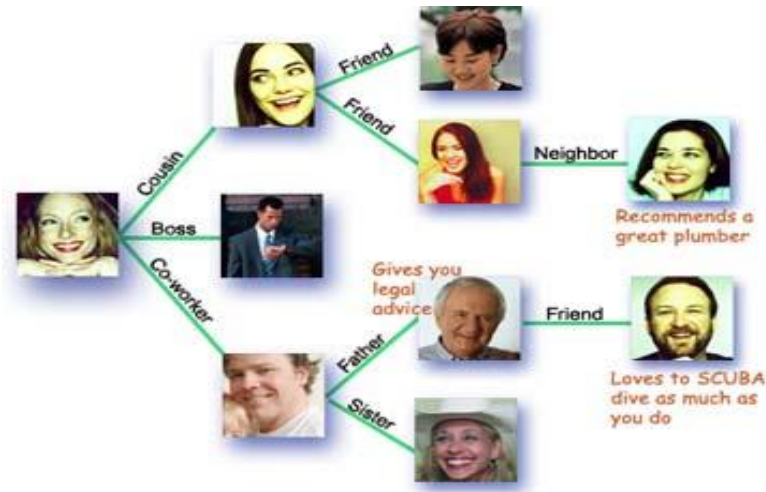 Friend
Friend
Cousin
Neighbor
Recommends a
great plumber
Boss
Co-worker
Gives you
legal
advice
Father
Friend
Loves to SCUBA
dive as much as
you do
Sister